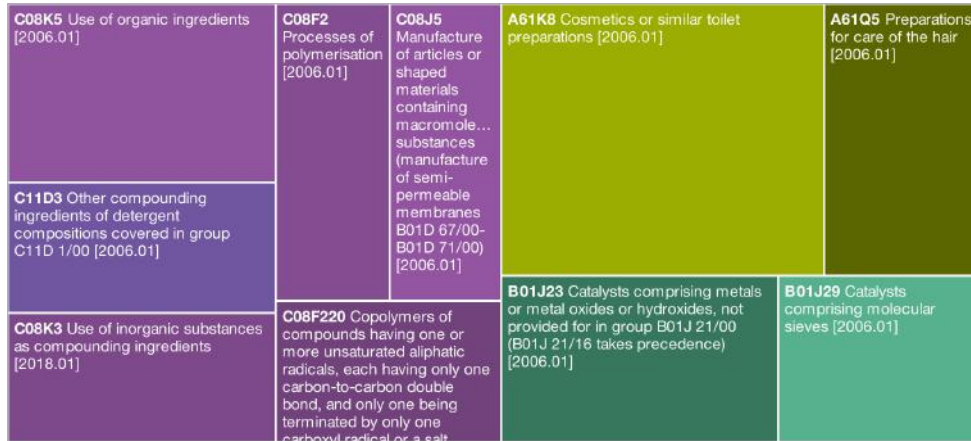 C08K5 Use of organic ingredients
[2006.01]
C11D3 Other compounding
ingredients of detergent
compositions covered in group
C11D 1/00 [2006.01]
C08K3 Use of inorganic substances
as compounding ingredients
[2018.01]
C08F2
Processes of
polymerisation
[2006.01]
C08J5
Manufacture
of articles or
shaped
materials
containing
macromole...
substances
(manufacture
of semi-
permeable
membranes
B01D 67/00-
B01D 71/00)
[2006.01]
C08F220 Copolymers of
compounds having one or
more unsaturated aliphatic
radicals, each having only one
carbon-to-carbon double
bond, and only one being
terminated by only one
carboxyl radical or a salt,
A61K8 Cosmetics or similar toilet
preparations [2006.01]
A61Q5 Preparations
for care of the hair
[2006.01]
B01J23 Catalysts comprising metals
or metal oxides or hydroxides, not
provided for in group B01J 21/00
(B01J 21/16 takes precedence)
[2006.01]
B01J29 Catalysts
comprising molecular
sieves [2006.01]